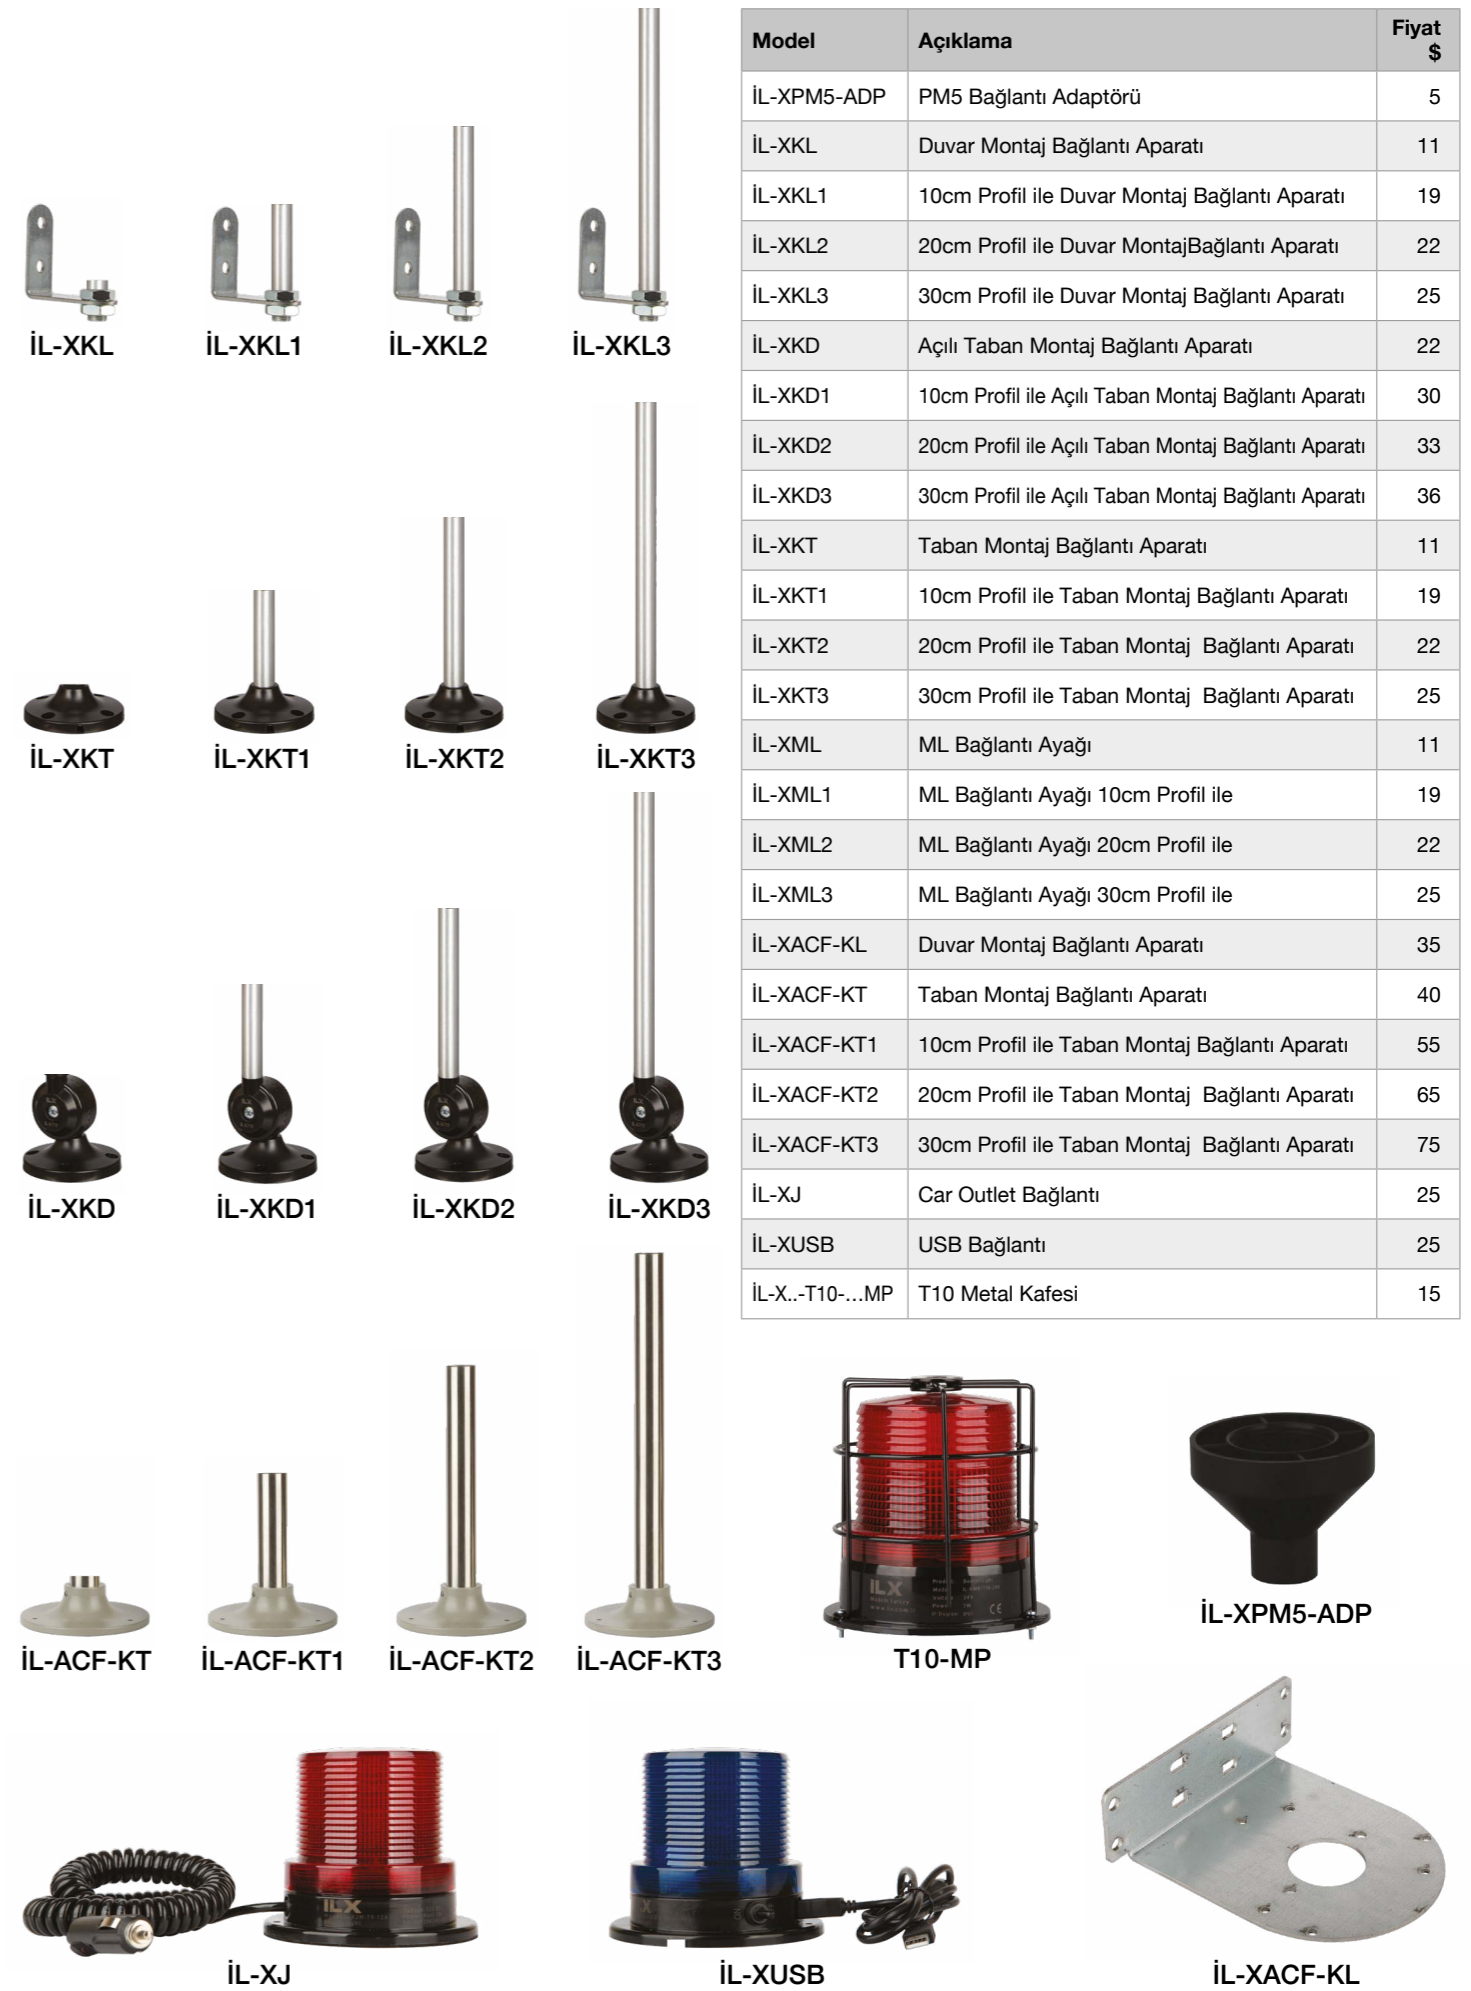 Model Açıklama Fiyat $
İL-XPM5-ADP PM5 Bağlantı Adaptörü 5
İL-XKL Duvar Montaj Bağlantı Aparatı 11
İL-XKL1 10cm Profil ile Duvar Montaj Bağlantı Aparatı 19
İL-XKL2 20cm Profil ile Duvar MontajBağlantı Aparatı 22
İL-XKL3 30cm Profil ile Duvar Montaj Bağlantı Aparatı 25
İL-XKD Açılı Taban Montaj Bağlantı Aparatı 22
İL-XKD1 10cm Profil ile Açılı Taban Montaj Bağlantı Aparatı 30
İL-XKD2 20cm Profil ile Açılı Taban Montaj Bağlantı Aparatı 33
İL-XKD3 30cm Profil ile Açılı Taban Montaj Bağlantı Aparatı 36
İL-XKT Taban Montaj Bağlantı Aparatı 11
İL-XKT1 10cm Profil ile Taban Montaj Bağlantı Aparatı 19
İL-XKT2 20cm Profil ile Taban Montaj  Bağlantı Aparatı 22
İL-XKT3 30cm Profil ile Taban Montaj  Bağlantı Aparatı 25
İL-XML ML Bağlantı Ayağı 11
İL-XML1 ML Bağlantı Ayağı 10cm Profil ile 19
İL-XML2 ML Bağlantı Ayağı 20cm Profil ile 22
İL-XML3 ML Bağlantı Ayağı 30cm Profil ile 25
İL-XACF-KL Duvar Montaj Bağlantı Aparatı 35
İL-XACF-KT Taban Montaj Bağlantı Aparatı 40
İL-XACF-KT1 10cm Profil ile Taban Montaj Bağlantı Aparatı 55
İL-XACF-KT2 20cm Profil ile Taban Montaj  Bağlantı Aparatı 65
İL-XACF-KT3 30cm Profil ile Taban Montaj  Bağlantı Aparatı 75
İL-XJ Car Outlet Bağlantı 25
İL-XUSB USB Bağlantı 25
İL-X..-T10-...MP T10 Metal Kafesi 15
İL-XKL İL-XKL1 İL-XKL2 İL-XKL3
İL-XKT İL-XKT1 İL-XKT2 İL-XKT3
ILX ILX ILX
İL-XKD İL-XKD1 İL-XKD2 İL-XKD3
İL-ACF-KT İL-ACF-KT1 İL-ACF-KT2 İL-ACF-KT3
ILX
CE
T10-MP
İL-XPM5-ADP
ILX
İL-XJ
X ON
İL-XUSB
İL-XACF-KL